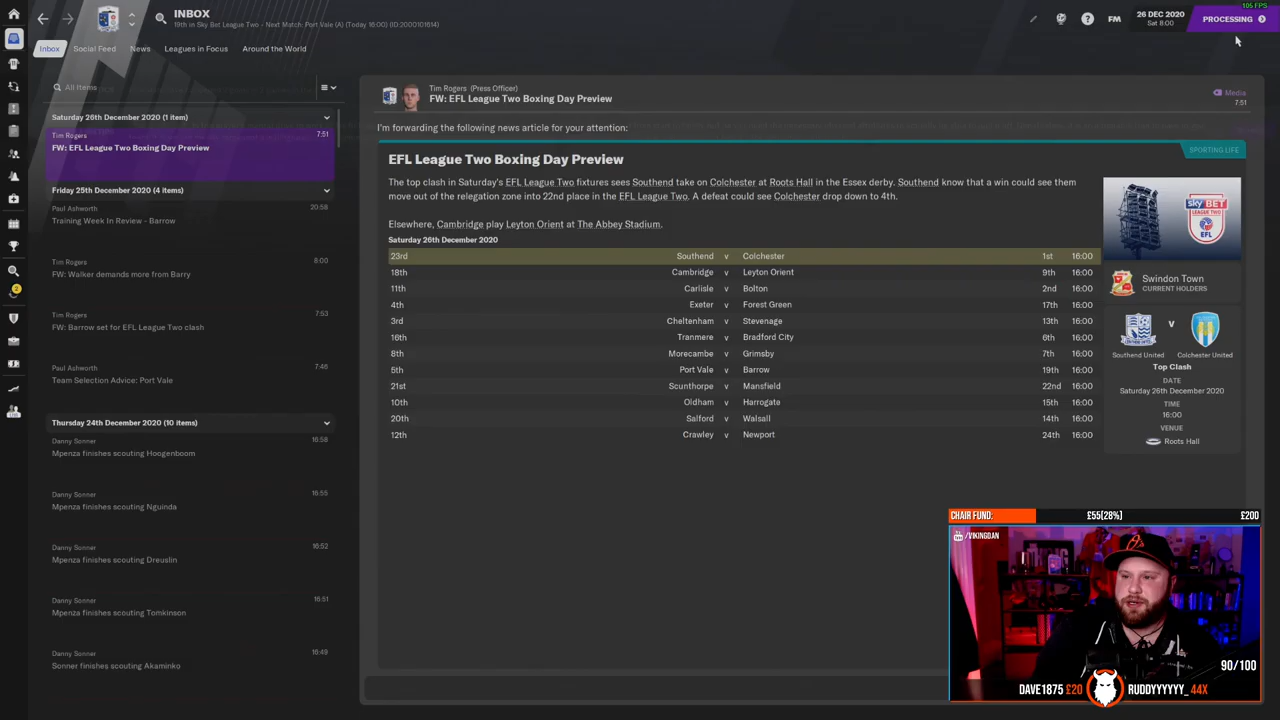 105 FPS
INBOX
19th in Sky Bet League Two - Next Match: Port Vale (A) (Today 16:00) (ID:2000101814)
FM
26 DEC 2020
Sat 8:00
PROCESSING
Inbox
Social Feed
News
Leagues in Focus
Around the World
All Items
Saturday 26th December 2020 (1 item)
Tim Rogers
7:51
FW: EFL League Two Boxing Day Preview
Friday 25th December 2020 (4 items)
Paul Ashworth
20:58
Training Week In Review - Barrow
Tim Rogers
8:00
FW: Walker demands more from Barry
Tim Rogers
7:53
FW: Barrow set for EFL League Two clash
Paul Ashworth
7:46
Team Selection Advice: Port Vale
Thursday 24th December 2020 (10 items)
Danny Sonner
16:58
Mpenza finishes scouting Hoogenboom
Danny Sonner
16:55
Mpenza finishes scouting Nguinda
Danny Sonner
16:52
Mpenza finishes scouting Dreuslin
Danny Sonner
16:51
Mpenza finishes scouting Tomkinson
Danny Sonner
16:49
Sonner finishes scouting Akaminko
2
Tim Rogers (Press Officer)
FW: EFL League Two Boxing Day Preview
Media
7:51
I'm forwarding the following news article for your attention:
EFL League Two Boxing Day Preview
SPORTING LIFE
The top clash in Saturday's EFL League Two fixtures sees Southend take on Colchester at Roots Hall in the Essex derby. Southend know that a win could see them
move out of the relegation zone into 22nd place in the EFL League Two. A defeat could see Colchester drop down to 4th.
Elsewhere, Cambridge play Leyton Orient at The Abbey Stadium.
Saturday 26th December 2020
23rd Southend v Colchester 1st 16:00
18th Cambridge v Leyton Orient 9th 16:00
11th Carlisle v Bolton 2nd 16:00
4th Exeter v Forest Green 17th 16:00
3rd Cheltenham v Stevenage 13th 16:00
16th Tranmere v Bradford City 6th 16:00
8th Morecambe v Grimsby 7th 16:00
5th Port Vale v Barrow 19th 16:00
21st Scunthorpe v Mansfield 22nd 16:00
10th Oldham v Harrogate 15th 16:00
20th Salford v Walsall 14th 16:00
12th Crawley v Newport 24th 16:00
sky BET
LEAGUE
TWO
EFL
Swindon Town
CURRENT HOLDERS
v
Southend United
Colchester United
Top Clash
DATE
Saturday 26th December 2020
TIME
16:00
VENUE
Roots Hall
CHAIR FUND:
£55(28%)
£200
/VIKINGDAN
90/100
DAVE1875 £20
RUDDYYYYYY_ 44X